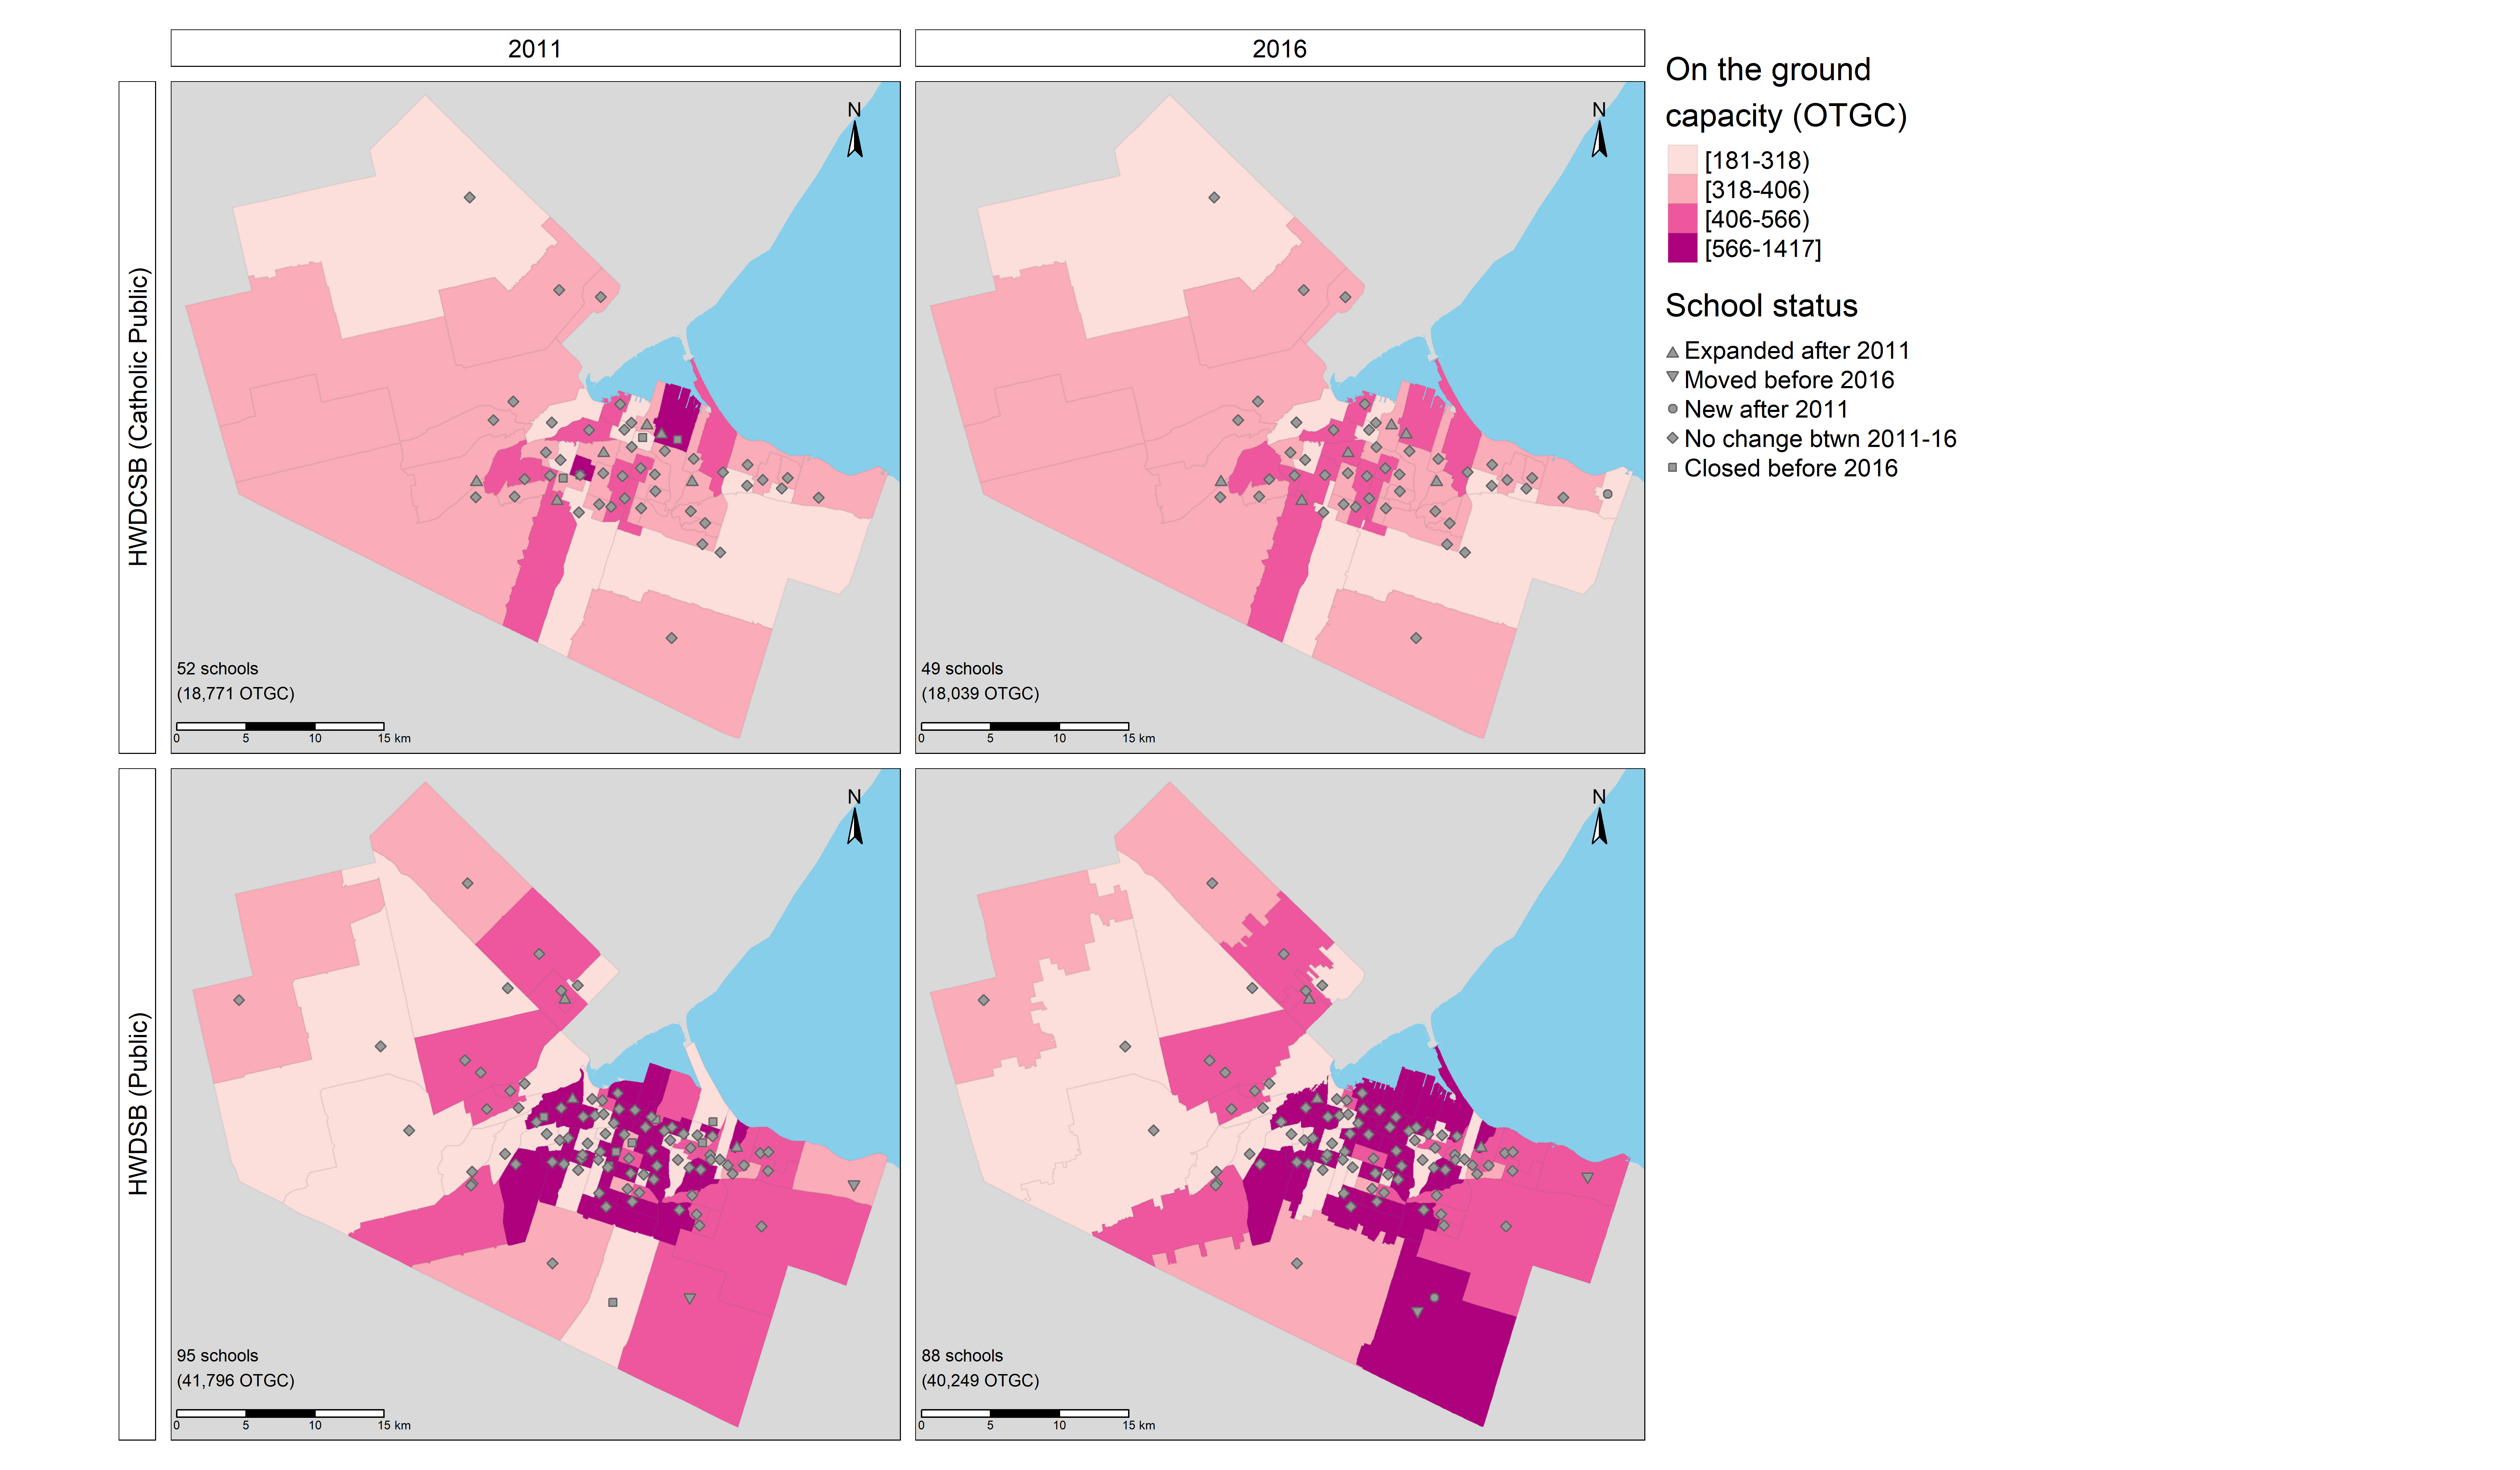 2011
2016
HWDCSB (Catholic Public)
N
52 schools
(18,771 OTGC)
0 5 10 15 km
N
49 schools
(18,039 OTGC)
0 5 10 15 km
HWDSB (Public)
N
95 schools
(41,796 OTGC)
0 5 10 15 km
N
88 schools
(40,249 OTGC)
0 5 10 15 km
On the ground
capacity (OTGC)
[181-318)
[318-406)
[406-566)
[566-1417]
School status
Expanded after 2011
Moved before 2016
New after 2011
No change btwn 2011-16
Closed before 2016